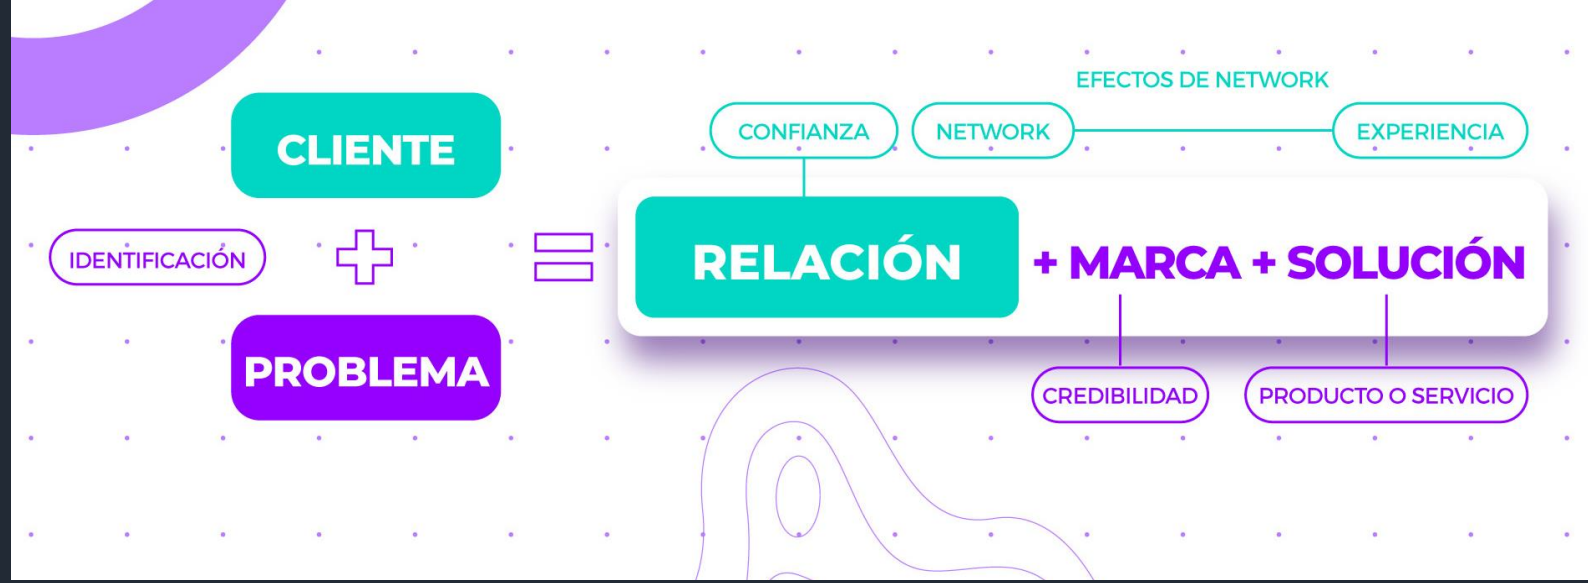 EFECTOS DE NETWORK
CONFIANZA
NETWORK
EXPERIENCIA
CLIENTE
IDENTIFICACIÓN
+
=
RELACIÓN
+ MARCA + SOLUCIÓN
PROBLEMA
CREDIBILIDAD
PRODUCTO O SERVICIO